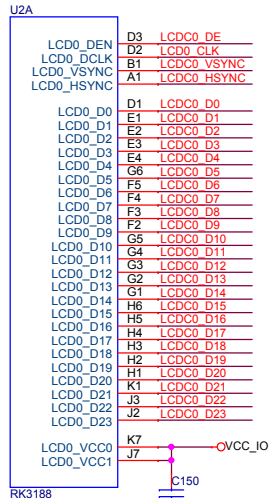 U2A
LCD0_DEN D3 LCDC0_DE
LCD0_DCLK D2 LCD0_CLK
LCD0_VSYNC B1 LCDC0_VSYNC
LCD0_HSYNC A1 LCDC0_HSYNC
LCD0_D0 D1 LCDC0_D0
LCD0_D1 E1 LCDC0_D1
LCD0_D2 E2 LCDC0_D2
LCD0_D3 E3 LCDC0_D3
LCD0_D4 E4 LCDC0_D4
LCD0_D5 G6 LCDC0_D5
LCD0_D6 F5 LCDC0_D6
LCD0_D7 F4 LCDC0_D7
LCD0_D8 F3 LCDC0_D8
LCD0_D9 F2 LCDC0_D9
LCD0_D10 G5 LCDC0_D10
LCD0_D11 G4 LCDC0_D11
LCD0_D12 G3 LCDC0_D12
LCD0_D13 G2 LCDC0_D13
LCD0_D14 G1 LCDC0_D14
LCD0_D15 H6 LCDC0_D15
LCD0_D16 H5 LCDC0_D16
LCD0_D17 H4 LCDC0_D17
LCD0_D18 H3 LCDC0_D18
LCD0_D19 H2 LCDC0_D19
LCD0_D20 H1 LCDC0_D20
LCD0_D21 K1 LCDC0_D21
LCD0_D22 J3 LCDC0_D22
LCD0_D23 J2 LCDC0_D23
LCD0_VCC0 K7 VCC_IO
LCD0_VCC1 J7
C150
RK3188